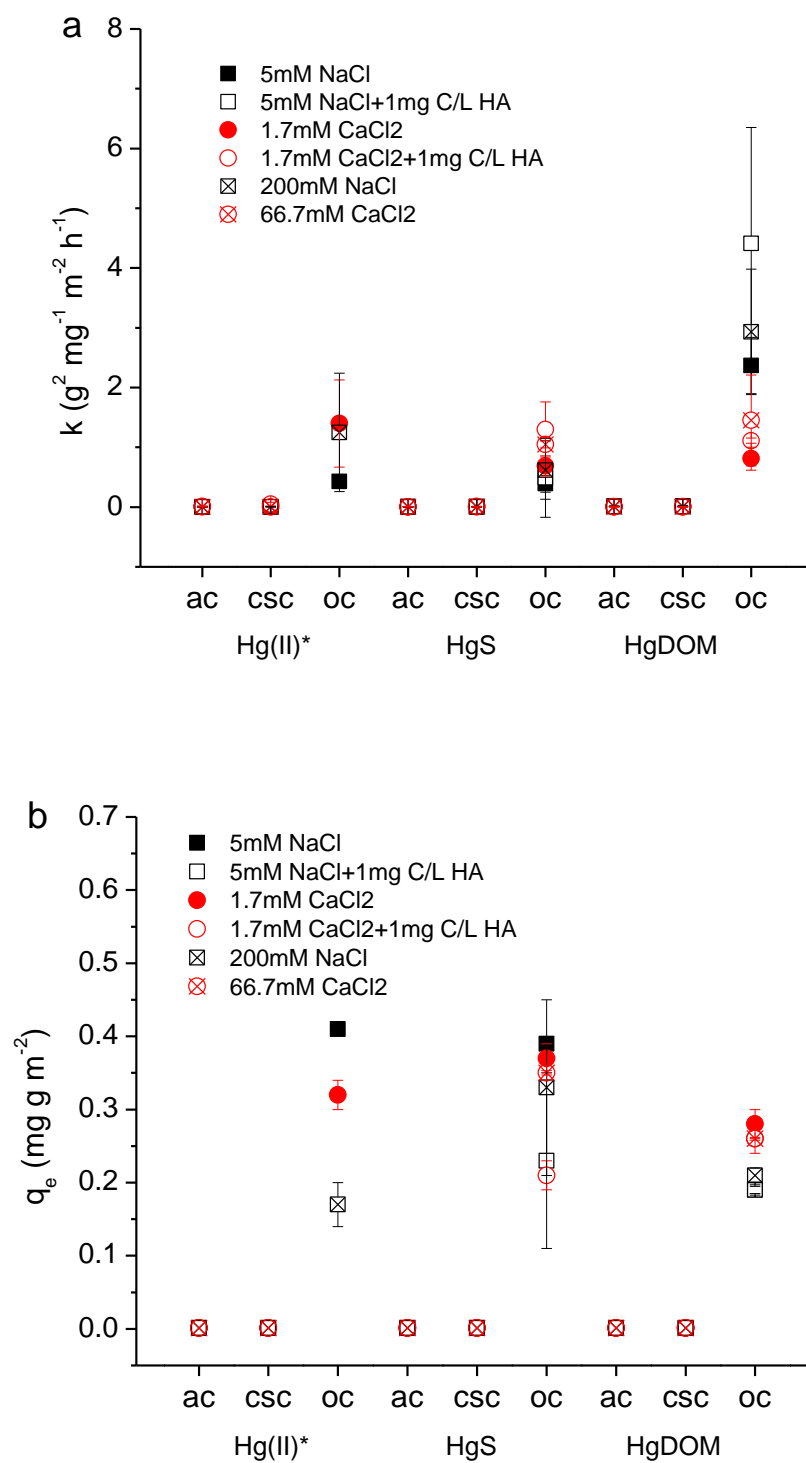 a
8
6
4
2
0
k (g² mg⁻¹ m⁻² h⁻¹)
5mM NaCl
5mM NaCl+1mg C/L HA
1.7mM CaCl2
1.7mM CaCl2+1mg C/L HA
200mM NaCl
66.7mM CaCl2
ac csc oc ac csc oc ac csc oc
Hg(II)* HgS HgDOM
b
0.7
0.6
0.5
0.4
0.3
0.2
0.1
0.0
qₑ (mg g m⁻²)
5mM NaCl
5mM NaCl+1mg C/L HA
1.7mM CaCl2
1.7mM CaCl2+1mg C/L HA
200mM NaCl
66.7mM CaCl2
ac csc oc ac csc oc ac csc oc
Hg(II)* HgS HgDOM